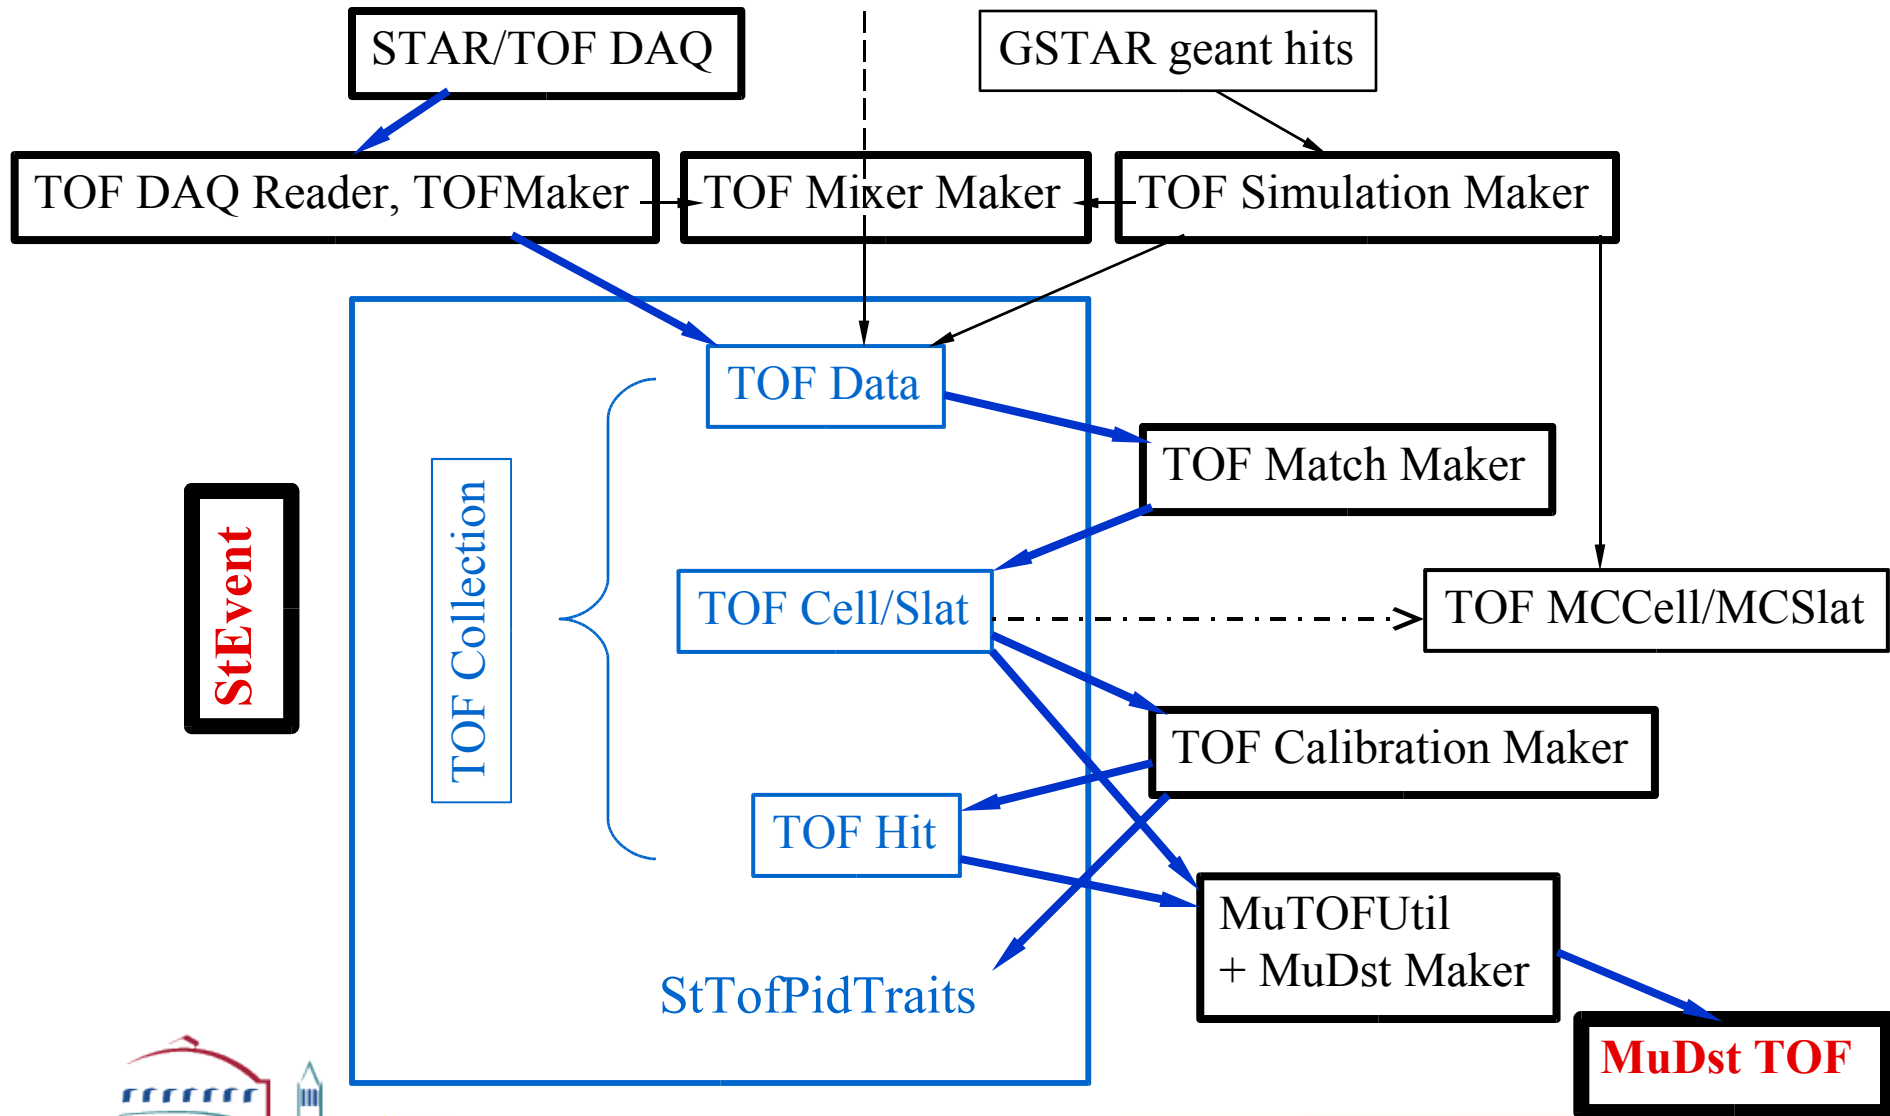 STAR/TOF DAQ
GSTAR geant hits
TOF DAQ Reader, TOFMaker
TOF Mixer Maker
TOF Simulation Maker
TOF Data
TOF Match Maker
TOF Collection
StEvent
TOF Cell/Slat
TOF MCCell/MCSlat
TOF Calibration Maker
TOF Hit
MuTOFUtil
+ MuDst Maker
StTofPidTraits
MuDst TOF